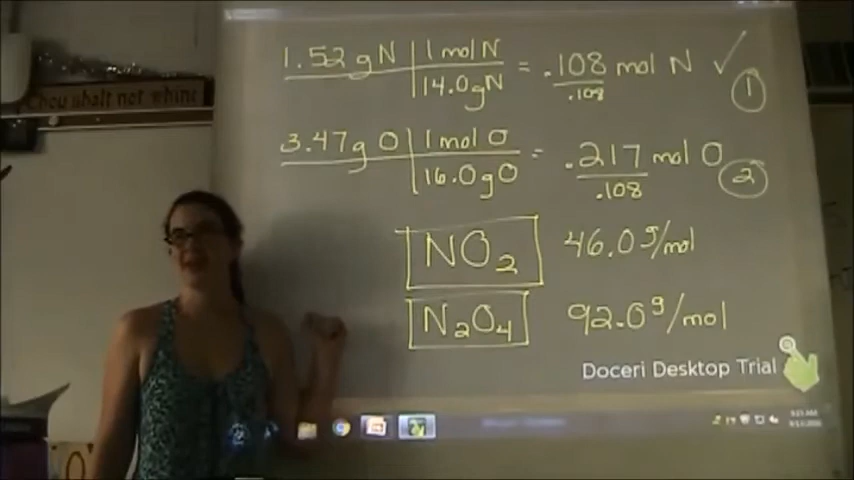 1.52 g N | 1 mol N / 14.0 g N = .108 mol N / .108 ✓ 1
Thou shalt not whine
3.47 g O | 1 mol O / 16.0 g O = .217 mol O / .108 2
NO₂ 46.0 g/mol
N₂O₄ 92.0 g/mol
Doceri Desktop Trial